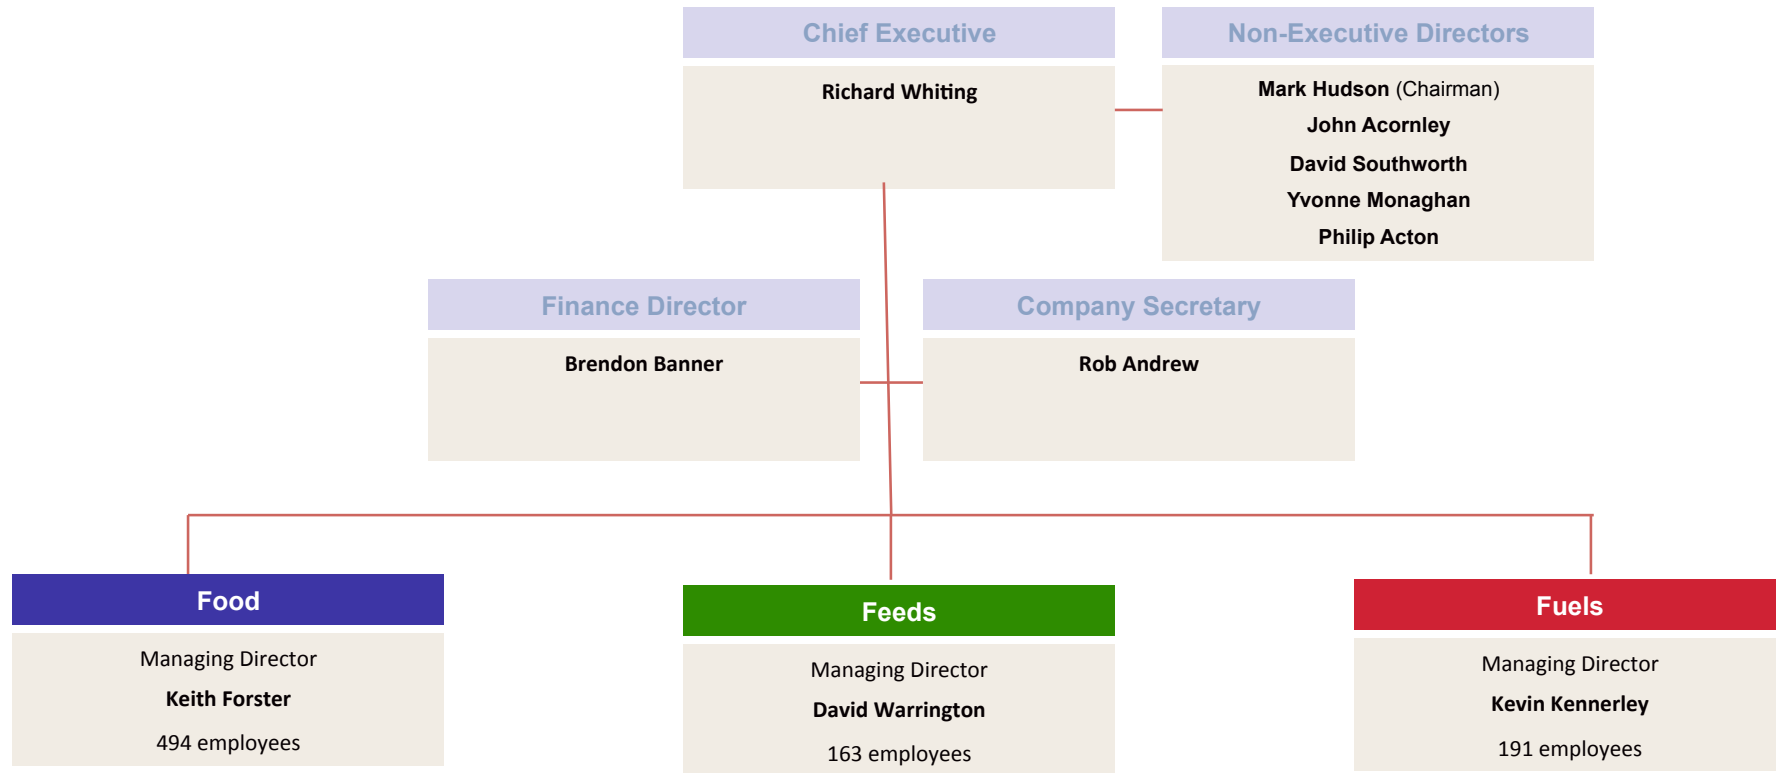 Chief Executive
Richard Whiting
Non-Executive Directors
Mark Hudson (Chairman)
John Acornley
David Southworth
Yvonne Monaghan
Philip Acton
Finance Director
Brendon Banner
Company Secretary
Rob Andrew
Food
Managing Director
Keith Forster
494 employees
Feeds
Managing Director
David Warrington
163 employees
Fuels
Managing Director
Kevin Kennerley
191 employees